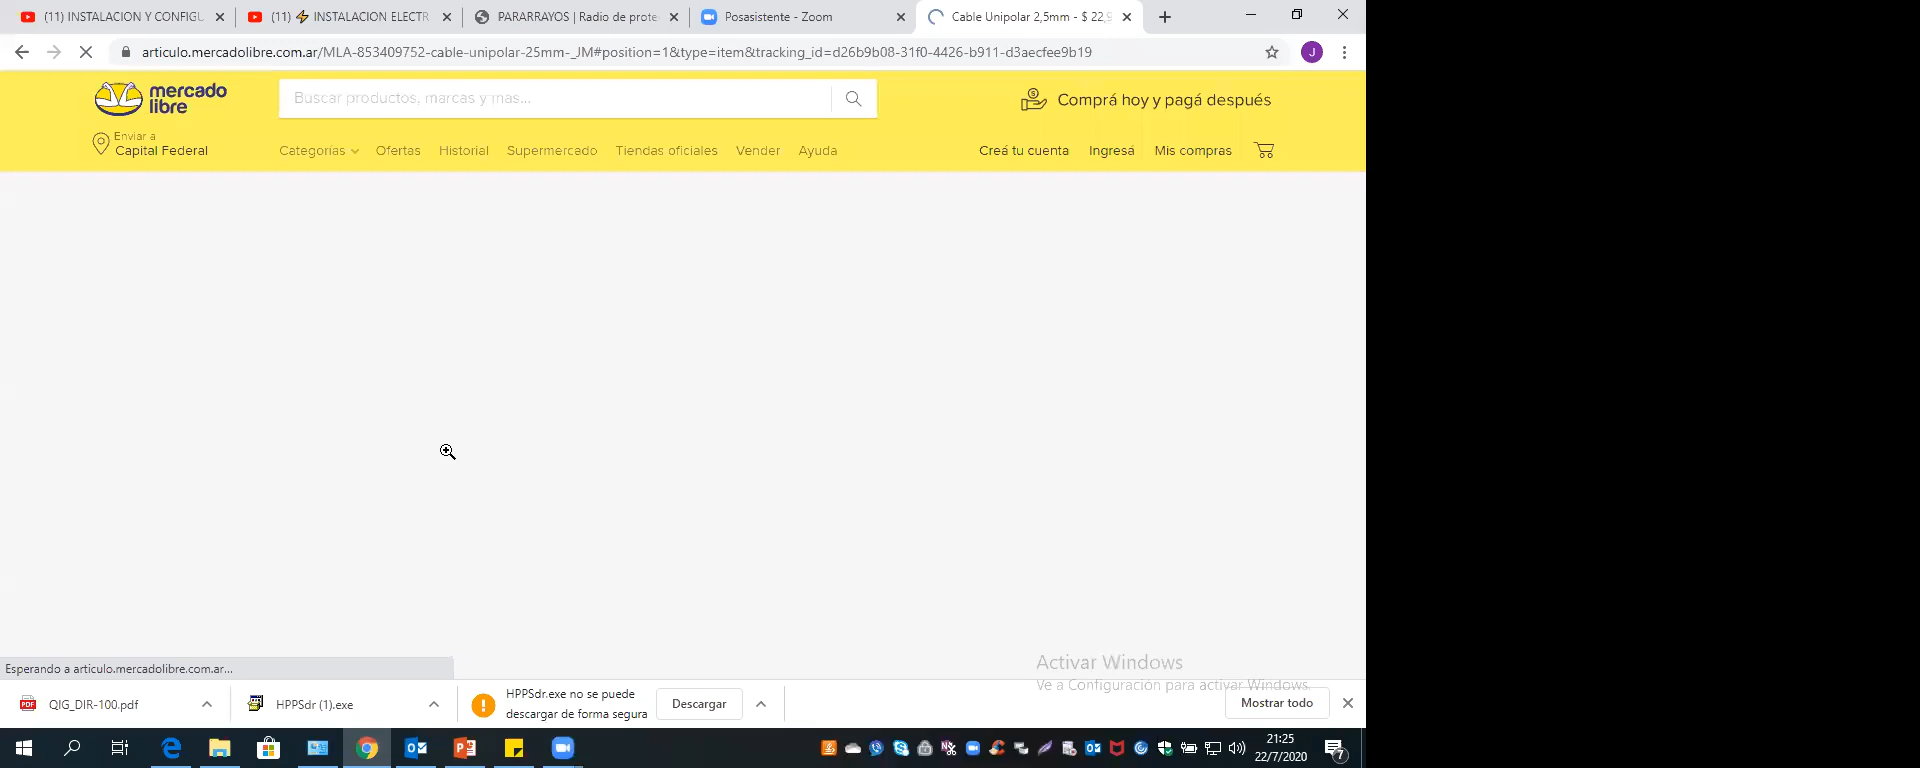 (11) INSTALACION Y CONFIGU
(11) ⚡ INSTALACION ELECTR
PARARRAYOS | Radio de prote
Posasistente - Zoom
Cable Unipolar 2,5mm - $ 22,9
articulo.mercadolibre.com.ar/MLA-853409752-cable-unipolar-25mm-_JM#position=1&type=item&tracking_id=d26b9b08-31f0-4426-b911-d3aecfee9b19
J
mercado
libre
Buscar productos, marcas y más...
Comprá hoy y pagá después
Enviar a
Capital Federal
Categorías
Ofertas
Historial
Supermercado
Tiendas oficiales
Vender
Ayuda
Creá tu cuenta
Ingresá
Mis compras
Esperando a articulo.mercadolibre.com.ar...
Activar Windows
Ve a Configuración para activar Windows.
QIG_DIR-100.pdf
HPPSdr (1).exe
HPPSdr.exe no se puede
descargar de forma segura
Descargar
Mostrar todo
21:25
22/7/2020
7